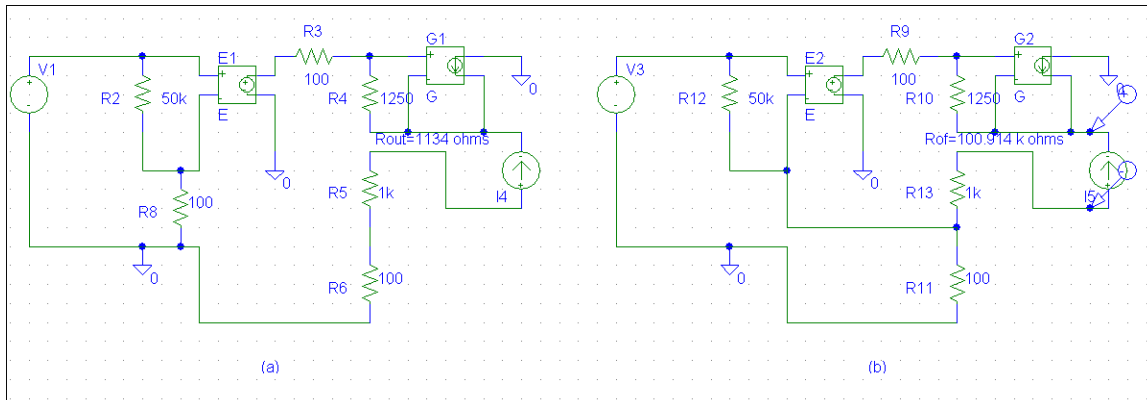 R3
E1
G1
V1
100
0
R2
50k
R4
1250
E
G
Rout=1134 ohms
0
R5
1k
I4
R8
100
0
R6
100
(a)
R9
E2
G2
V3
100
R12
50k
R10
1250
E
G
Rof=100.914 k ohms
0
R13
1k
I5
0
R11
100
(b)